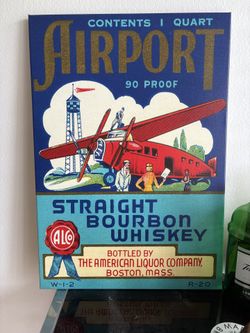 CONTENTS 1 QUART
AIRPORT
90 PROOF
STRAIGHT
BOURBON
WHISKEY
ALCO
BOTTLED BY
THE AMERICAN LIQUOR COMPANY
BOSTON, MASS.
W-1-2
R-20